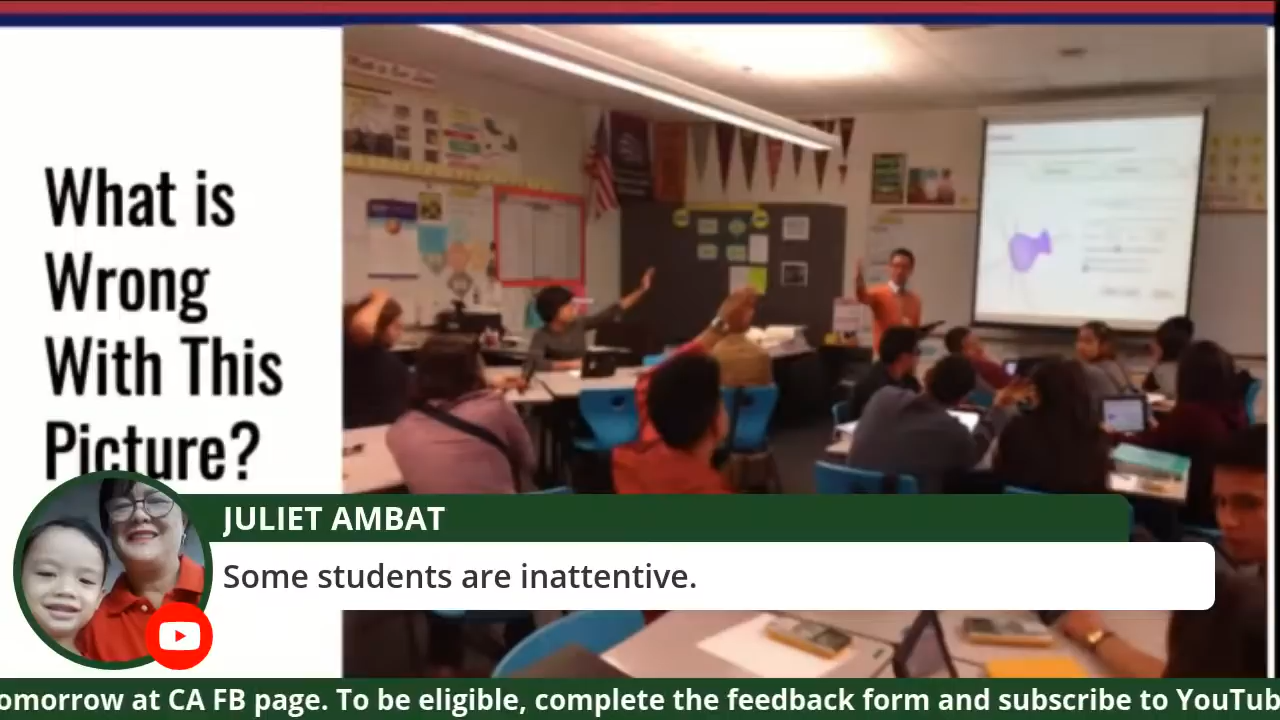 What is
Wrong
With This
Picture?
JULIET AMBAT
Some students are inattentive.
omorrow at CA FB page. To be eligible, complete the feedback form and subscribe to YouTub